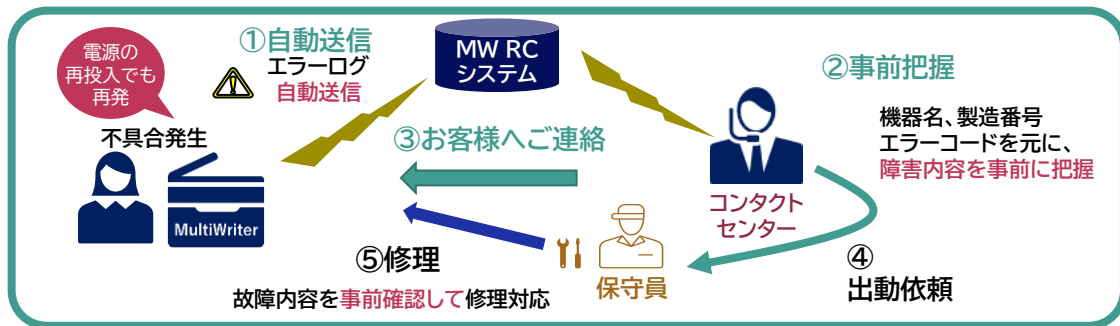 電源の
再投入でも
再発
不具合発生
MultiWriter
①自動送信
エラーログ
自動送信
MW RC
システム
②事前把握
機器名、製造番号
エラーコードを元に、
障害内容を事前に把握
コンタクト
センター
③お客様へご連絡
④
出動依頼
保守員
⑤修理
故障内容を事前確認して修理対応